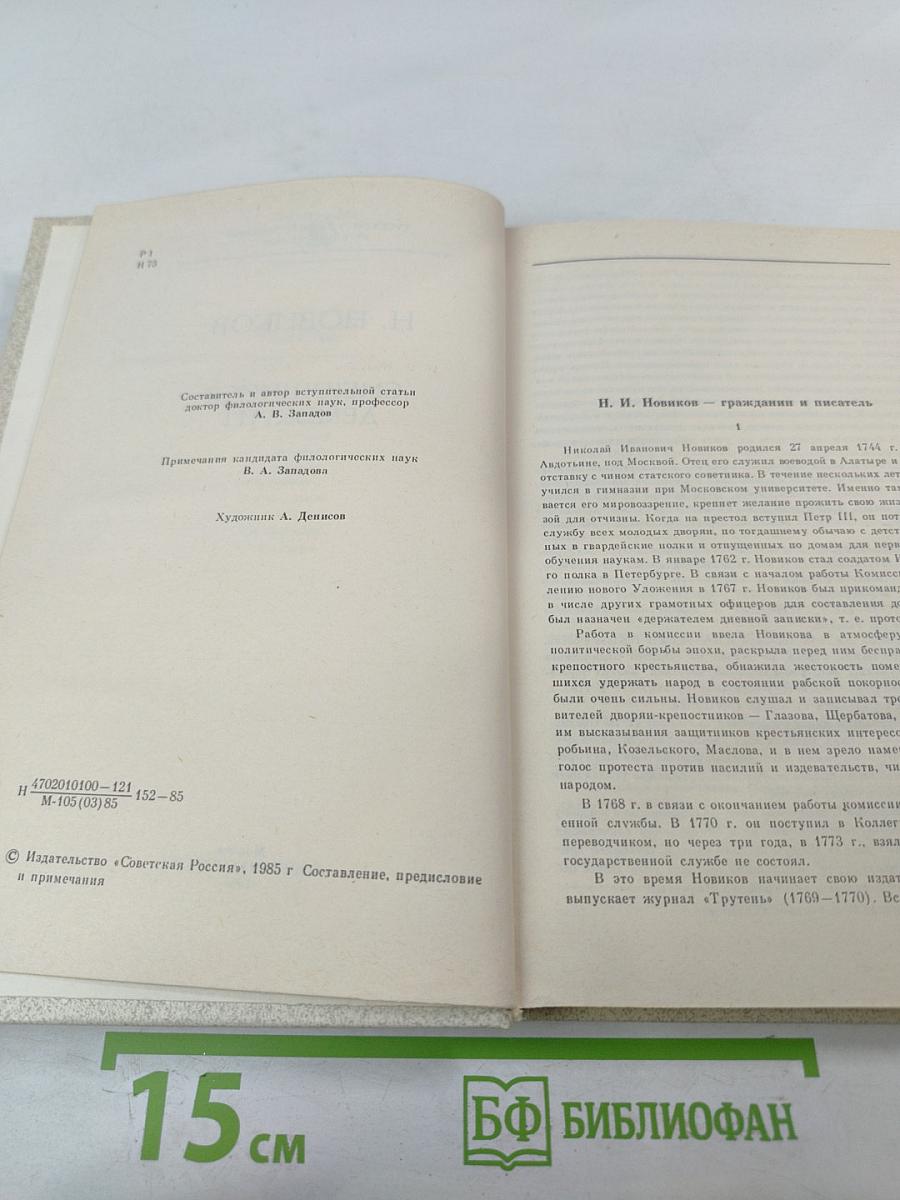 Р1
Н 73
Составитель и автор вступительной статьи
доктор филологических наук, профессор
А. В. Западов
Примечания кандидата филологических наук
В. А. Западова
Художник А. Денисов
Н 4702010100—121 152—85
М-105(03)85
© Издательство «Советская Россия», 1985 г Составление, предисловие
и примечания
Н. И. Новиков — гражданин и писатель
1
Николай Иванович Новиков родился 27 апреля 1744 г.
Авдотьине, под Москвой. Отец его служил воеводой в Алатыре и
отставку с чином статского советника. В течение нескольких лет
учился в гимназии при Московском университете. Именно там
вается его мировоззрение, крепнет желание прожить свою жиз
зой для отчизны. Когда на престол вступил Петр III, он пот
службу всех молодых дворян, по тогдашнему обычаю с детст
ных в гвардейские полки и отпущенных по домам для перв
обучения наукам. В январе 1762 г. Новиков стал солдатом И
го полка в Петербурге. В связи с началом работы Комисси
лению нового Уложения в 1767 г. Новиков был прикоманд
в числе других грамотных офицеров для составления до
был назначен «держателем дневной записки», т. е. прото
Работа в комиссии ввела Новикова в атмосферу
политической борьбы эпохи, раскрыла перед ним беспра
крепостного крестьянства, обнажила жестокость поме
шихся удержать народ в состоянии рабской покорнос
были очень сильны. Новиков слушал и записывал тре
вителей дворян-крепостников — Глазова, Щербатова,
им высказывания защитников крестьянских интересо
робьина, Козельского, Маслова, и в нем зрело наме
голос протеста против насилий и издевательств, чи
народом.
В 1768 г. в связи с окончанием работы комиссии
енной службы. В 1770 г. он поступил в Коллег
переводчиком, но через три года, в 1773 г., взял
государственной службе не состоял.
В это время Новиков начинает свою издат
выпускает журнал «Трутень» (1769—1770). Вс
15 см
БФ БИБЛИОФАН